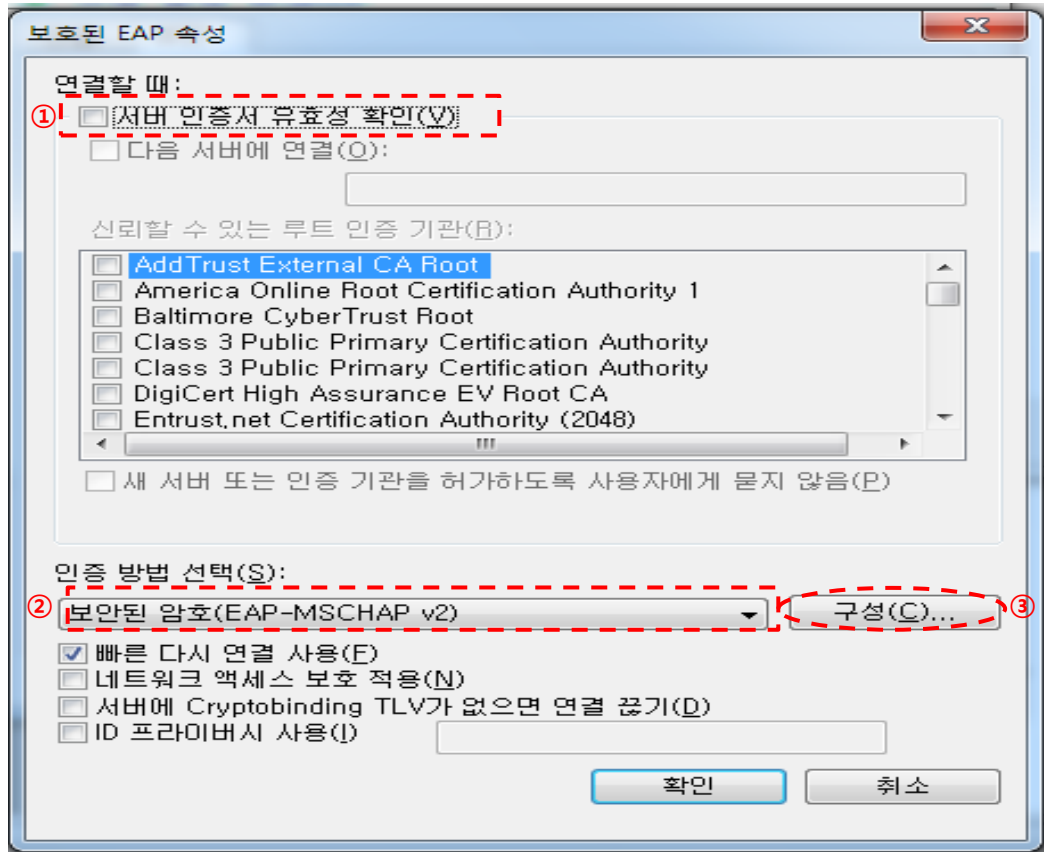 보호된 EAP 속성
연결할 때:
① 서버 인증서 유효성 확인(V)
다음 서버에 연결(O):
신뢰할 수 있는 루트 인증 기관(R):
AddTrust External CA Root
America Online Root Certification Authority 1
Baltimore CyberTrust Root
Class 3 Public Primary Certification Authority
Class 3 Public Primary Certification Authority
DigiCert High Assurance EV Root CA
Entrust.net Certification Authority (2048)
새 서버 또는 인증 기관을 허가하도록 사용자에게 묻지 않음(P)
인증 방법 선택(S):
② 보안된 암호(EAP-MSCHAP v2) 구성(C)... ③
빠른 다시 연결 사용(F)
네트워크 액세스 보호 적용(N)
서버에 Cryptobinding TLV가 없으면 연결 끊기(D)
ID 프라이버시 사용(I)
확인 취소